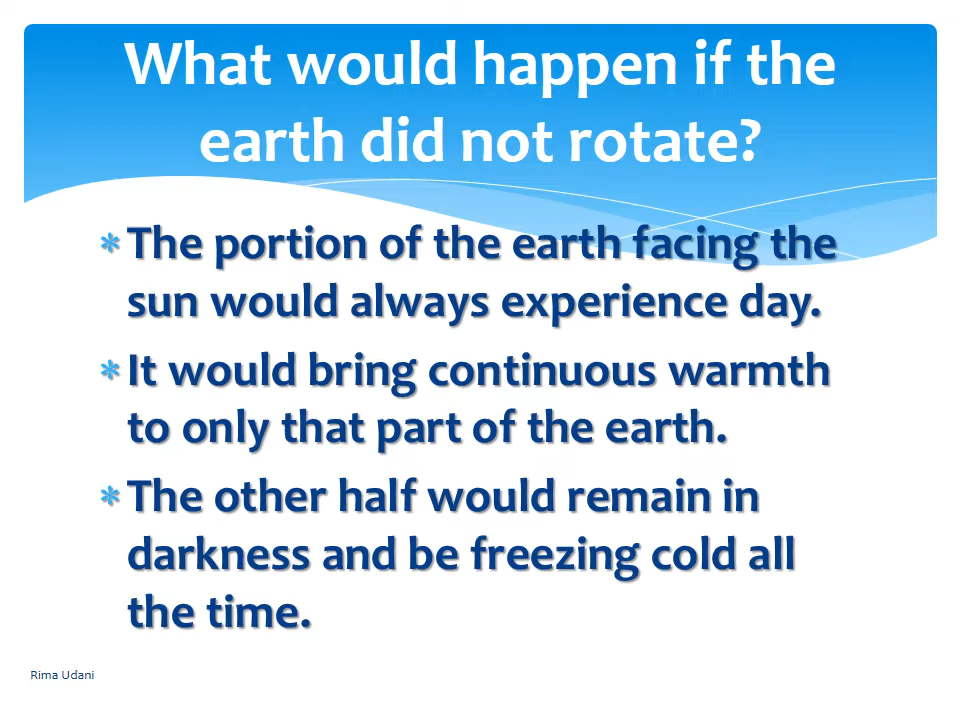 What would happen if the
earth did not rotate?
* The portion of the earth facing the
sun would always experience day.
* It would bring continuous warmth
to only that part of the earth.
* The other half would remain in
darkness and be freezing cold all
the time.
Rima Udani